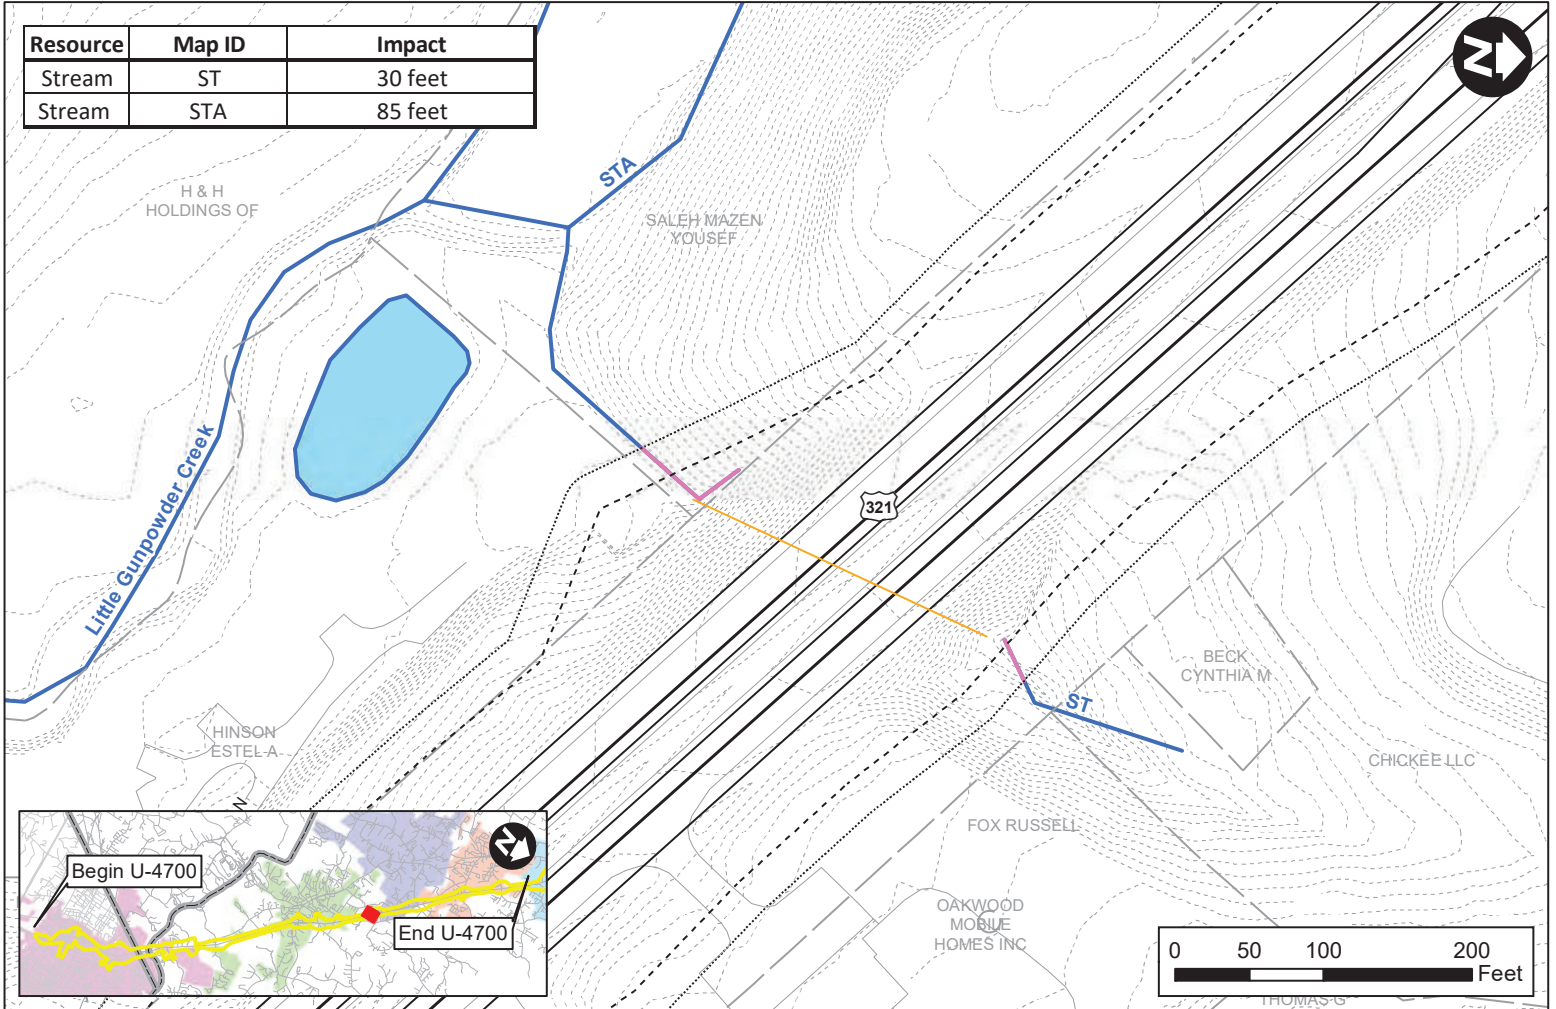 Resource Map ID Impact
Stream ST 30 feet
Stream STA 85 feet
N
H & H
HOLDINGS OF
STA
SALEH MAZEN
YOUSEF
Little Gunpowder Creek
321
BECK
CYNTHIA M
ST
HINSON
ESTEL A
CHICKEE LLC
FOX RUSSELL
OAKWOOD
MOBILE
HOMES INC
N
N
Begin U-4700
End U-4700
0 50 100 200
Feet
THOMAS G